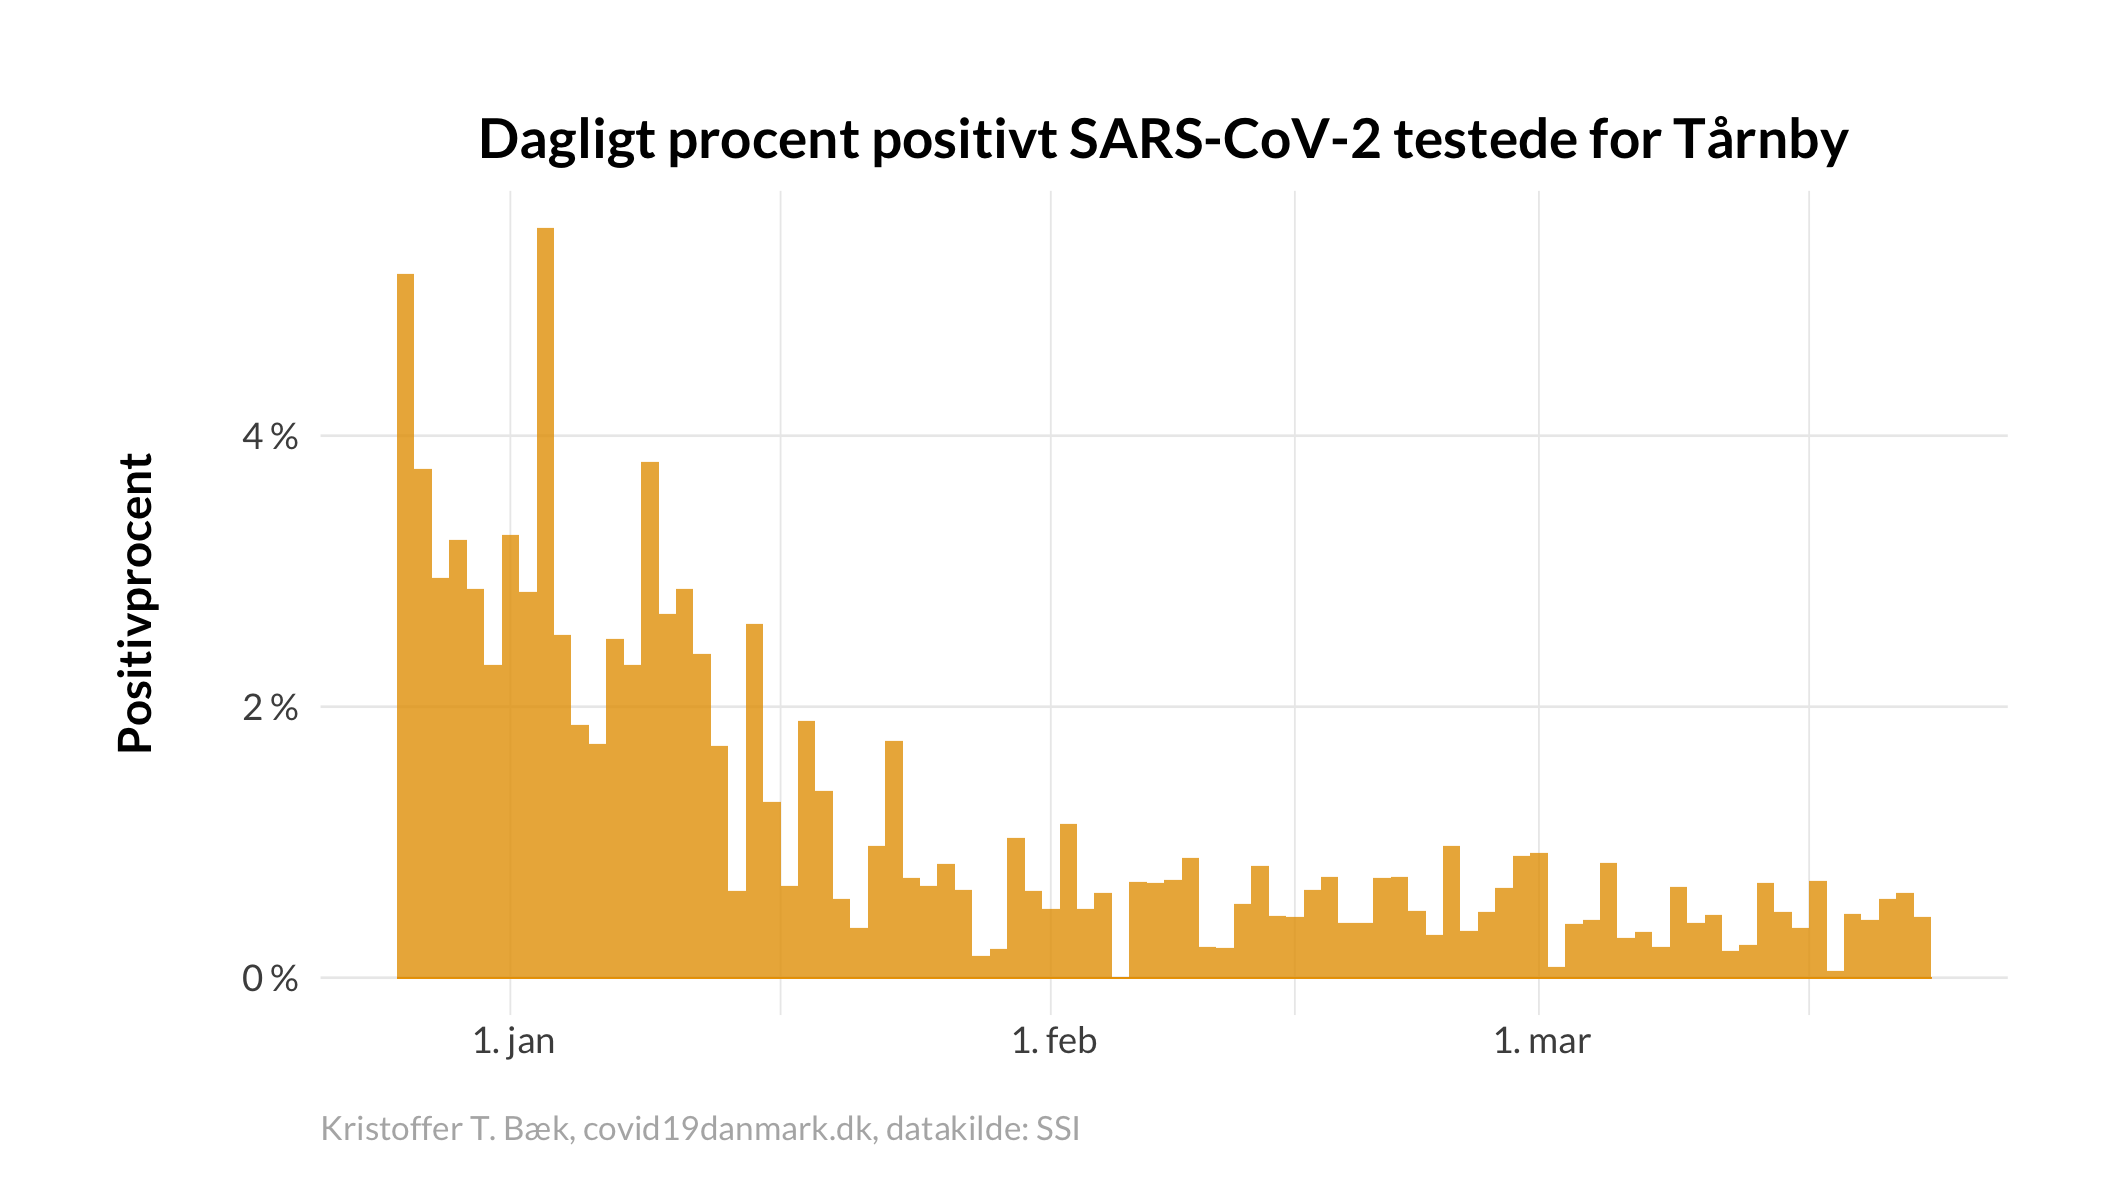 Dagligt procent positivt SARS-CoV-2 testede for Tårnby
Positivprocent
4 %
2 %
0 %
1. jan
1. feb
1. mar
Kristoffer T. Bæk, covid19danmark.dk, datakilde: SSI